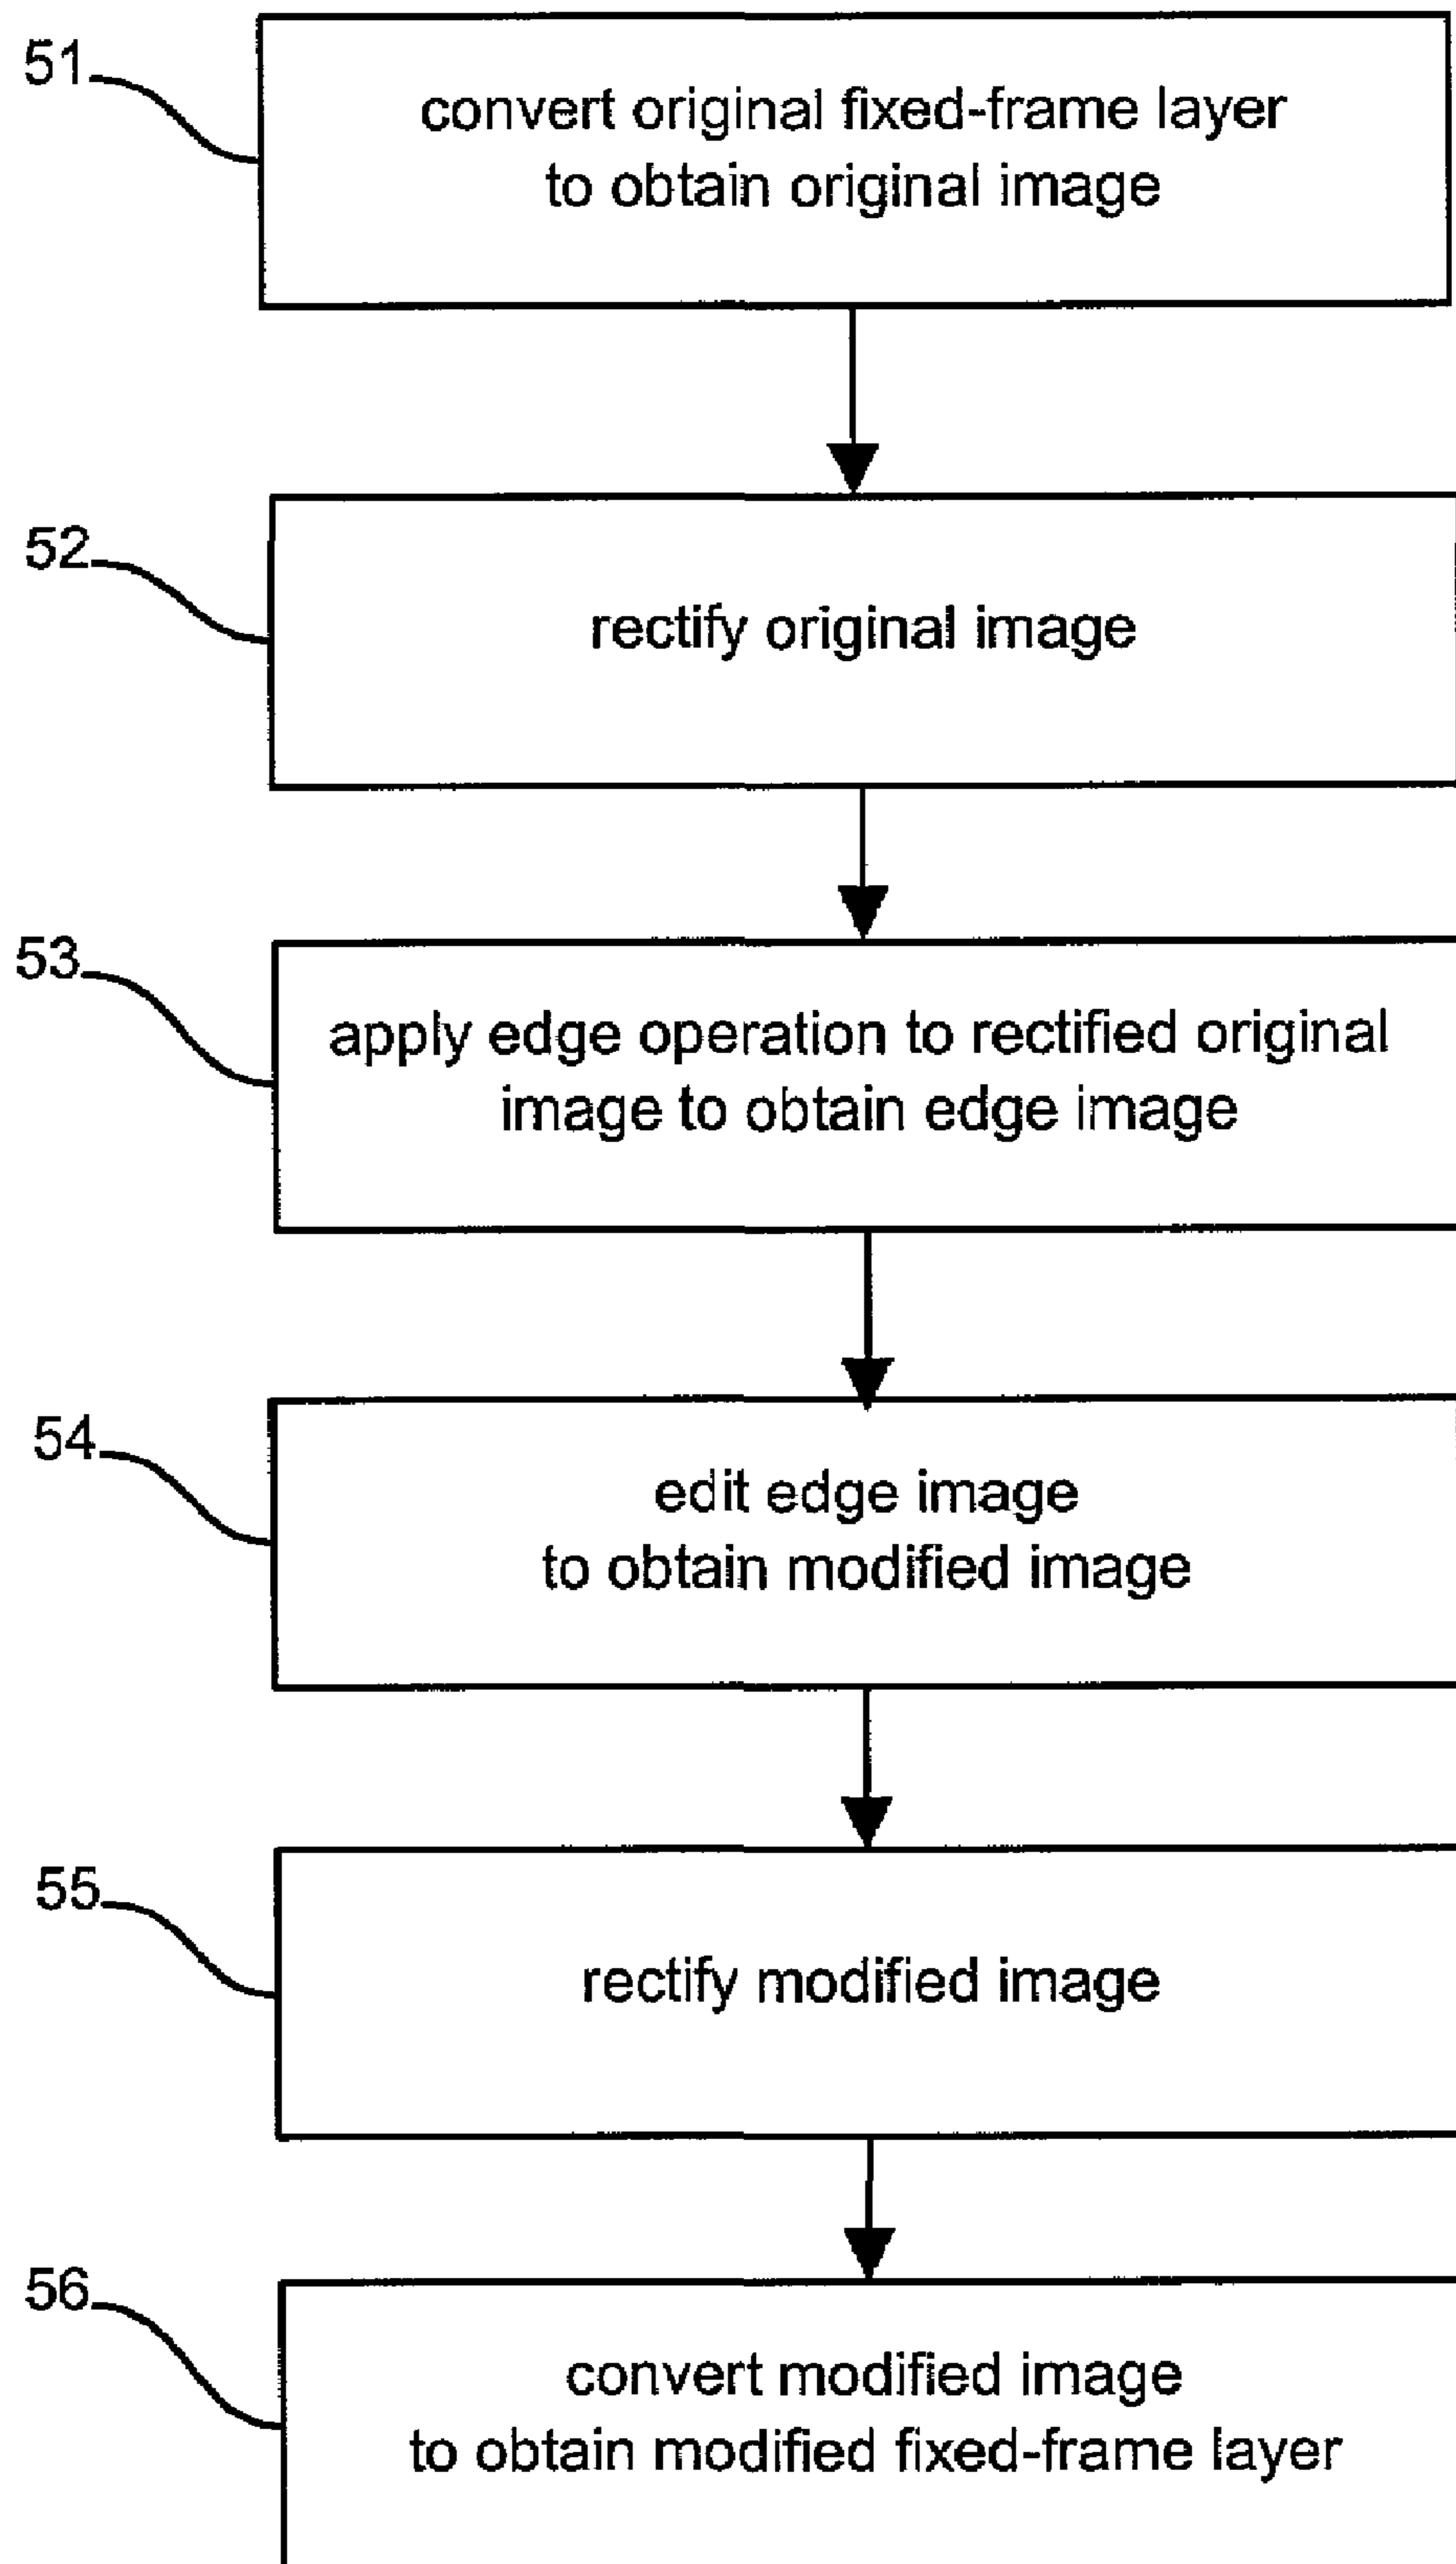 51
convert original fixed-frame layer
to obtain original image
52
rectify original image
53
apply edge operation to rectified original
image to obtain edge image
54
edit edge image
to obtain modified image
55
rectify modified image
56
convert modified image
to obtain modified fixed-frame layer